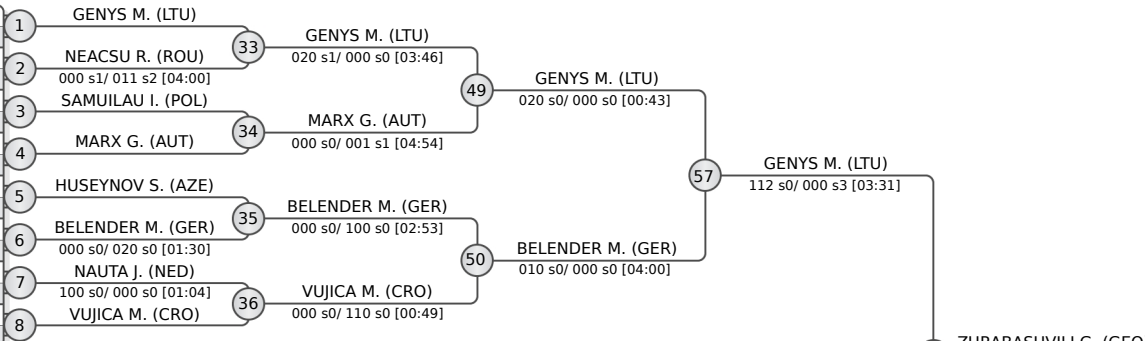 1
GENYS M. (LTU)
33
GENYS M. (LTU)
020 s1/ 000 s0 [03:46]
2
NEACSU R. (ROU)
000 s1/ 011 s2 [04:00]
49
GENYS M. (LTU)
020 s0/ 000 s0 [00:43]
3
SAMUILAU I. (POL)
34
MARX G. (AUT)
000 s0/ 001 s1 [04:54]
4
MARX G. (AUT)
57
GENYS M. (LTU)
112 s0/ 000 s3 [03:31]
5
HUSEYNOV S. (AZE)
35
BELENDER M. (GER)
000 s0/ 100 s0 [02:53]
6
BELENDER M. (GER)
000 s0/ 020 s0 [01:30]
50
BELENDER M. (GER)
010 s0/ 000 s0 [04:00]
7
NAUTA J. (NED)
100 s0/ 000 s0 [01:04]
36
VUJICA M. (CRO)
000 s0/ 110 s0 [00:49]
8
VUJICA M. (CRO)